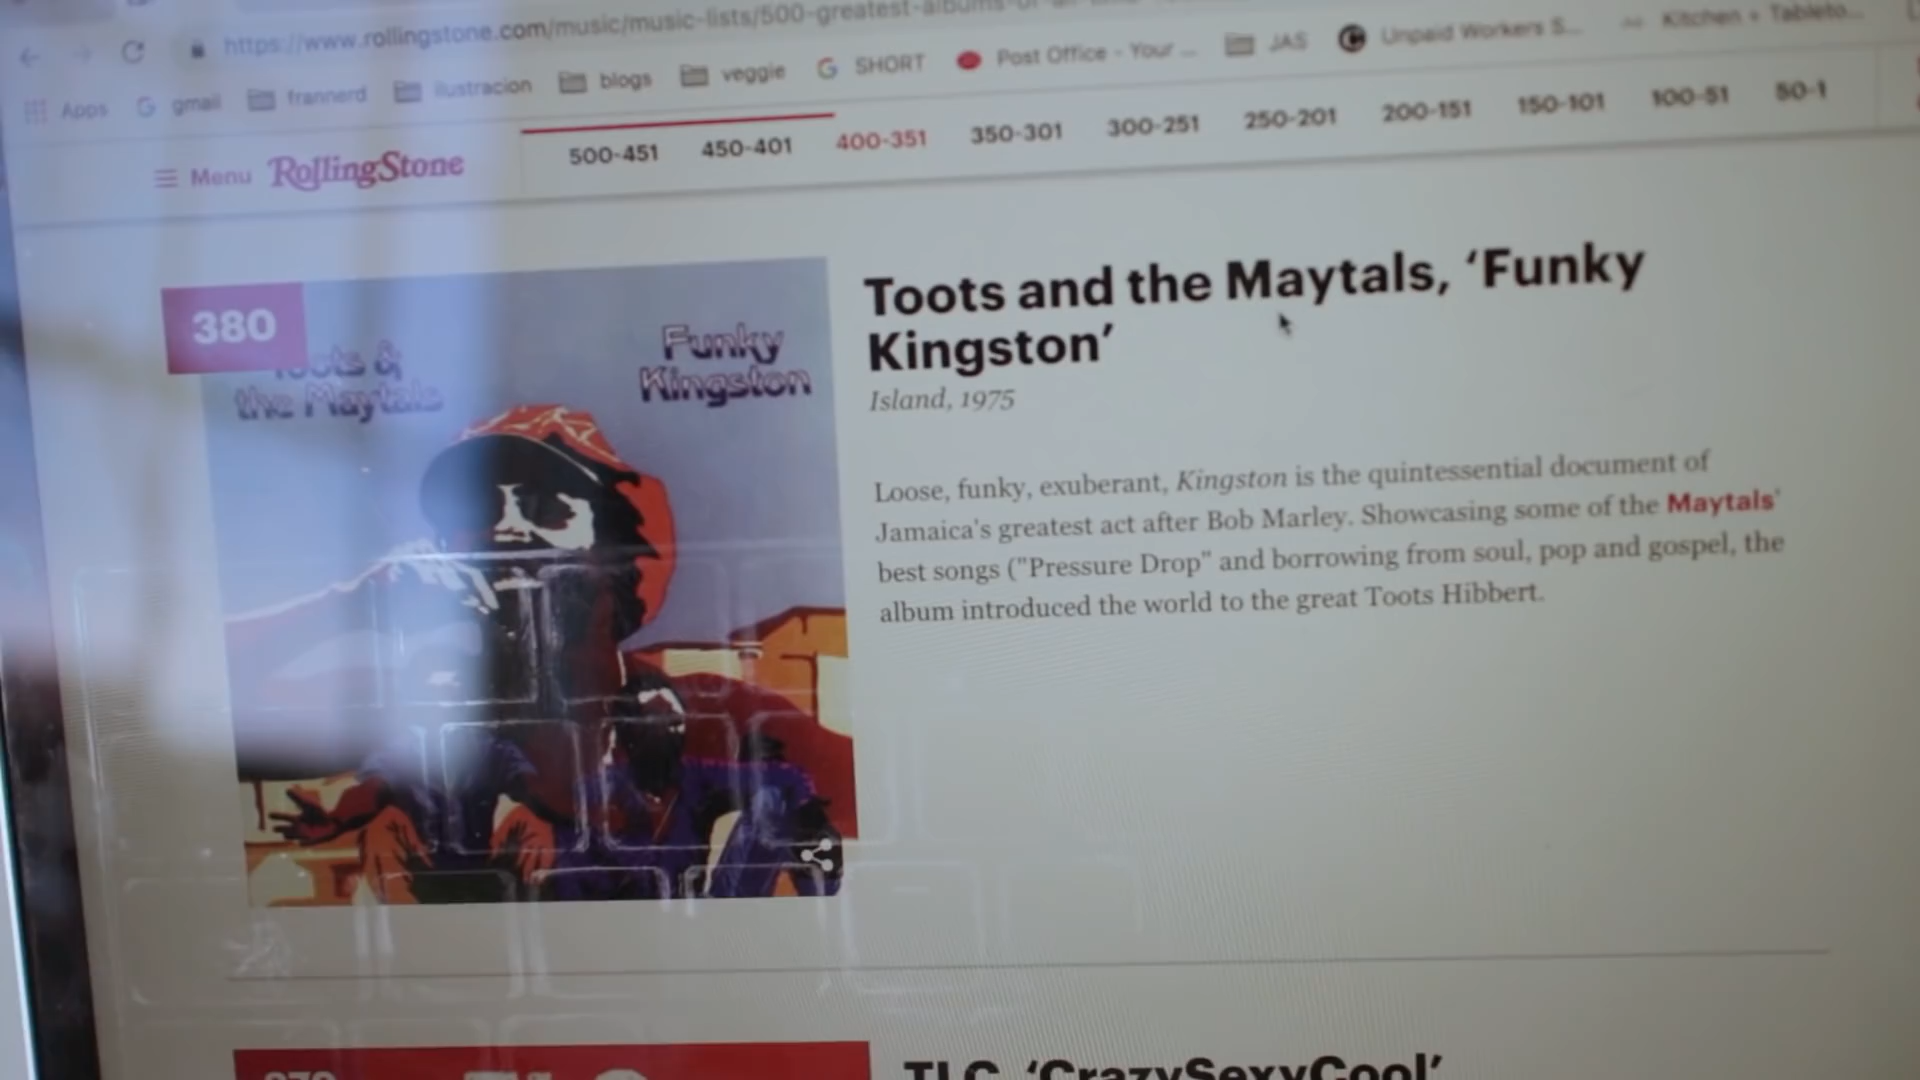 https://www.rollingstone.com/music/music-lists/500-greatest-albums-of-
Apps gmail frannerd ilustracion blogs veggie SHORT Post Office - Your ... JAS Unpaid Workers S... Kitchen + Tableto...
Menu RollingStone 500-451 450-401 400-351 350-301 300-251 250-201 200-151 150-101 100-51 50-1
380
the Maytals
Funky
Kingston
Toots and the Maytals, ‘Funky
Kingston’
Island, 1975
Loose, funky, exuberant, Kingston is the quintessential document of
Jamaica's greatest act after Bob Marley. Showcasing some of the Maytals'
best songs ("Pressure Drop" and borrowing from soul, pop and gospel, the
album introduced the world to the great Toots Hibbert.
TLC, ‘CrazySexyCool’